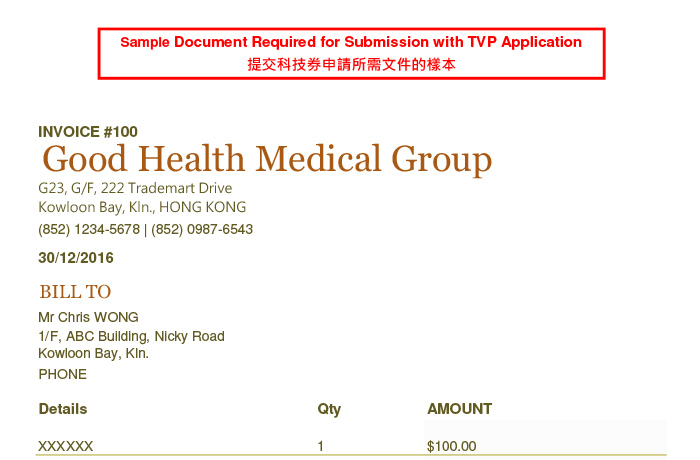 Sample Document Required for Submission with TVP Application
提交科技券申請所需文件的樣本
INVOICE #100
Good Health Medical Group
G23, G/F, 222 Trademart Drive
Kowloon Bay, Kln., HONG KONG
(852) 1234-5678 | (852) 0987-6543
30/12/2016
BILL TO
Mr Chris WONG
1/F, ABC Building, Nicky Road
Kowloon Bay, Kln.
PHONE
Details Qty AMOUNT
XXXXXX 1 $100.00